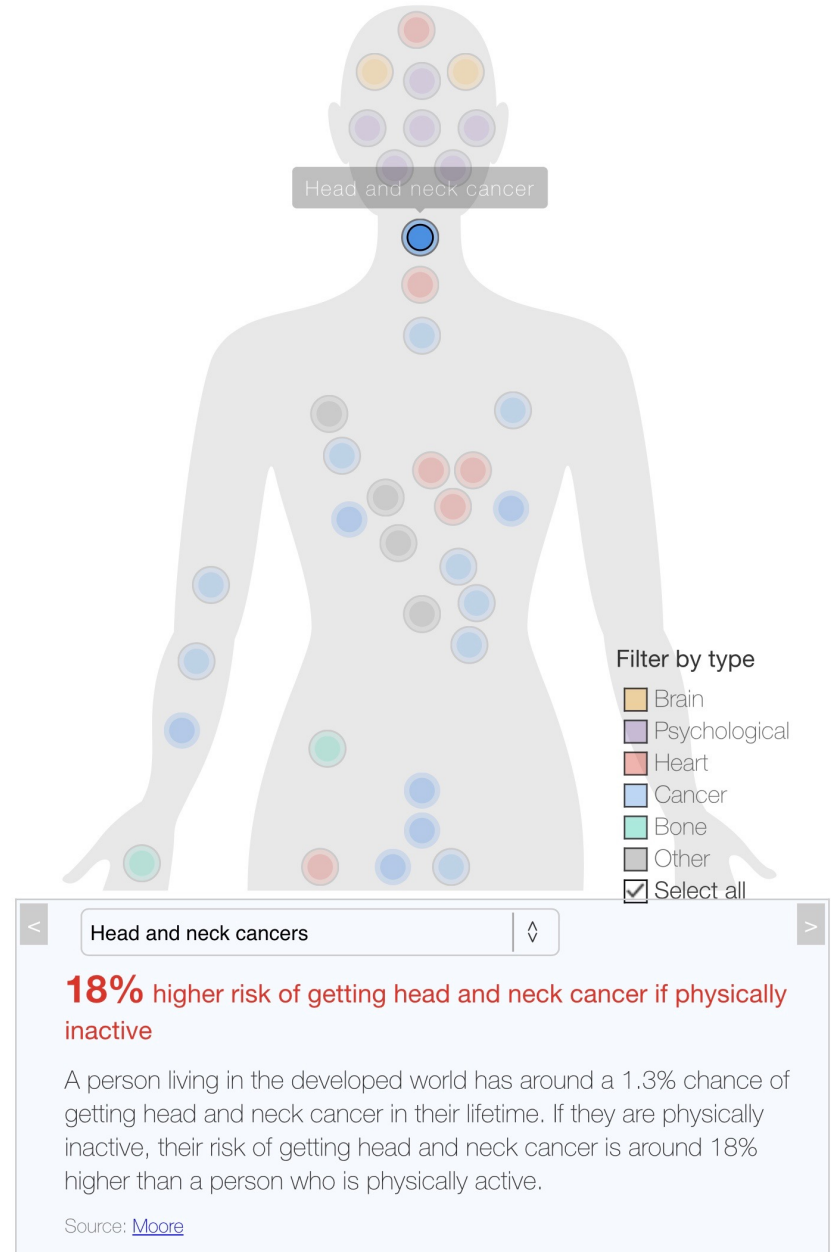 Head and neck cancer
Filter by type
Brain
Psychological
Heart
Cancer
Bone
Other
Select all
<
>
Head and neck cancers
18% higher risk of getting head and neck cancer if physically
inactive
A person living in the developed world has around a 1.3% chance of
getting head and neck cancer in their lifetime. If they are physically
inactive, their risk of getting head and neck cancer is around 18%
higher than a person who is physically active.
Source: Moore